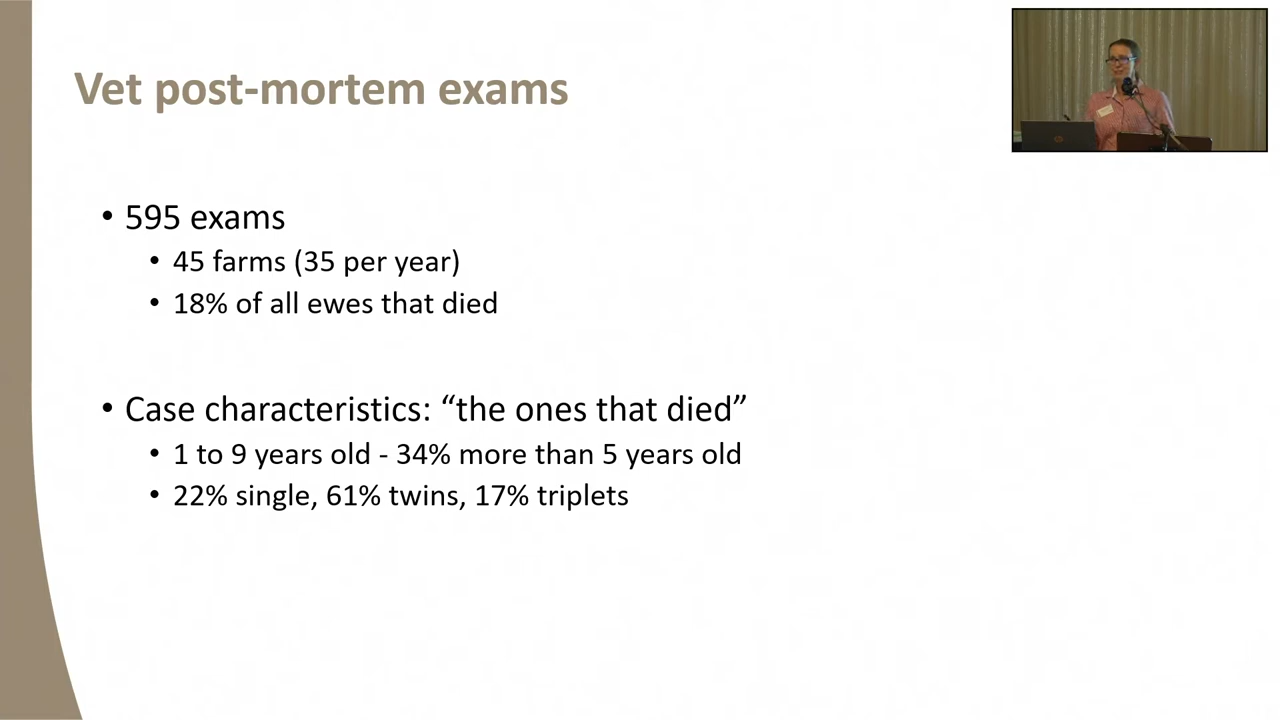 Vet post-mortem exams
• 595 exams
• 45 farms (35 per year)
• 18% of all ewes that died
• Case characteristics: “the ones that died”
• 1 to 9 years old - 34% more than 5 years old
• 22% single, 61% twins, 17% triplets